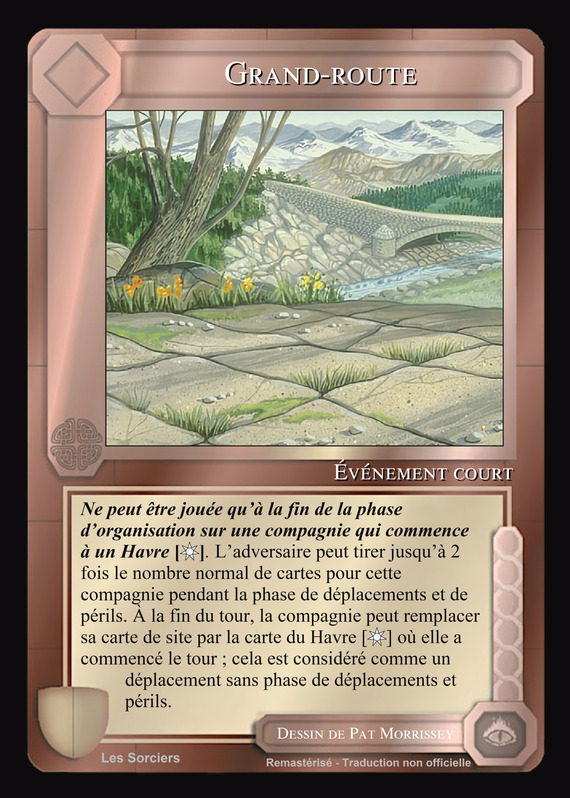 Grand-route
Événement court
Ne peut être jouée qu’à la fin de la phase
d’organisation sur une compagnie qui commence
à un Havre [☼]. L’adversaire peut tirer jusqu’à 2
fois le nombre normal de cartes pour cette
compagnie pendant la phase de déplacements et de
périls. À la fin du tour, la compagnie peut remplacer
sa carte de site par la carte du Havre [☼] où elle a
commencé le tour ; cela est considéré comme un
déplacement sans phase de déplacements et
périls.
Dessin de Pat Morrissey
Les Sorciers
Remastérisé - Traduction non officielle